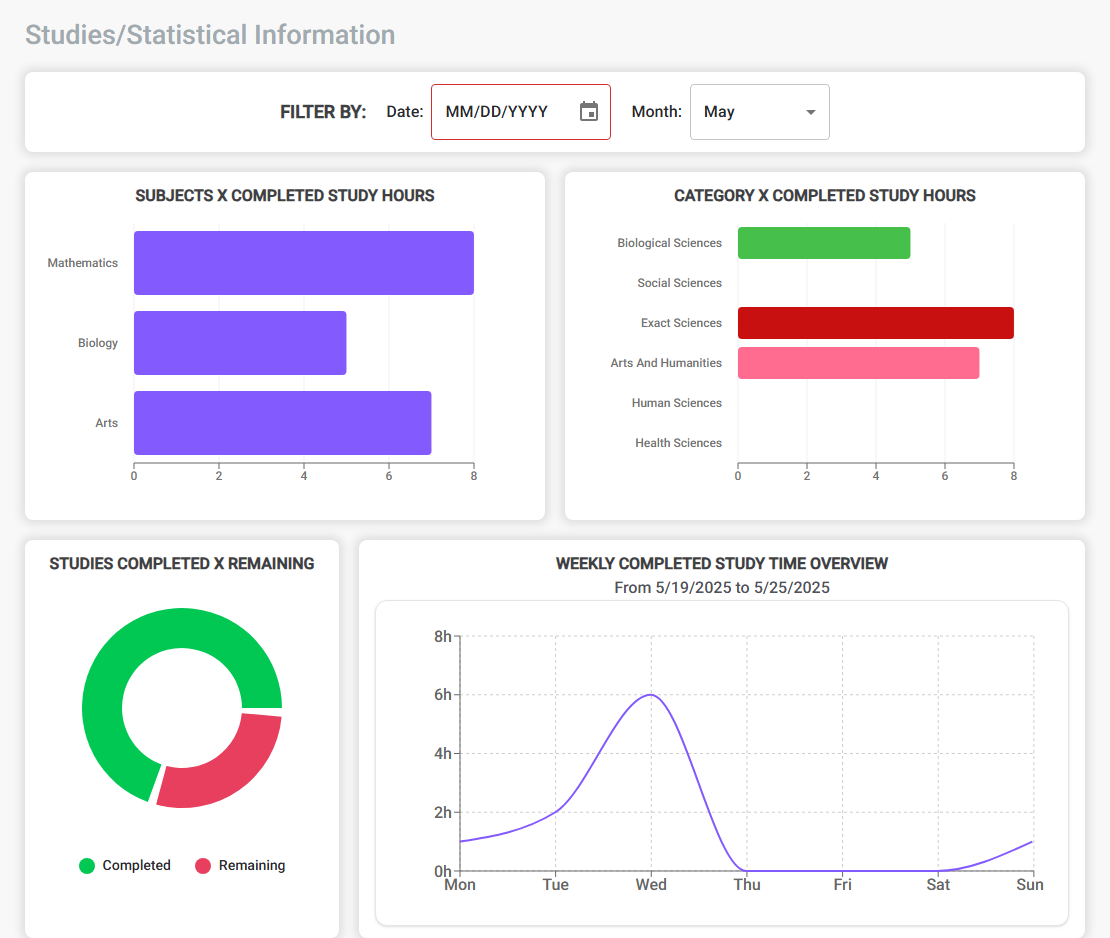 Studies/Statistical Information
FILTER BY: Date: MM/DD/YYYY Month: May
SUBJECTS X COMPLETED STUDY HOURS
Mathematics
Biology
Arts
0 2 4 6 8
CATEGORY X COMPLETED STUDY HOURS
Biological Sciences
Social Sciences
Exact Sciences
Arts And Humanities
Human Sciences
Health Sciences
0 2 4 6 8
STUDIES COMPLETED X REMAINING
Completed Remaining
WEEKLY COMPLETED STUDY TIME OVERVIEW
From 5/19/2025 to 5/25/2025
8h
6h
4h
2h
0h
Mon Tue Wed Thu Fri Sat Sun